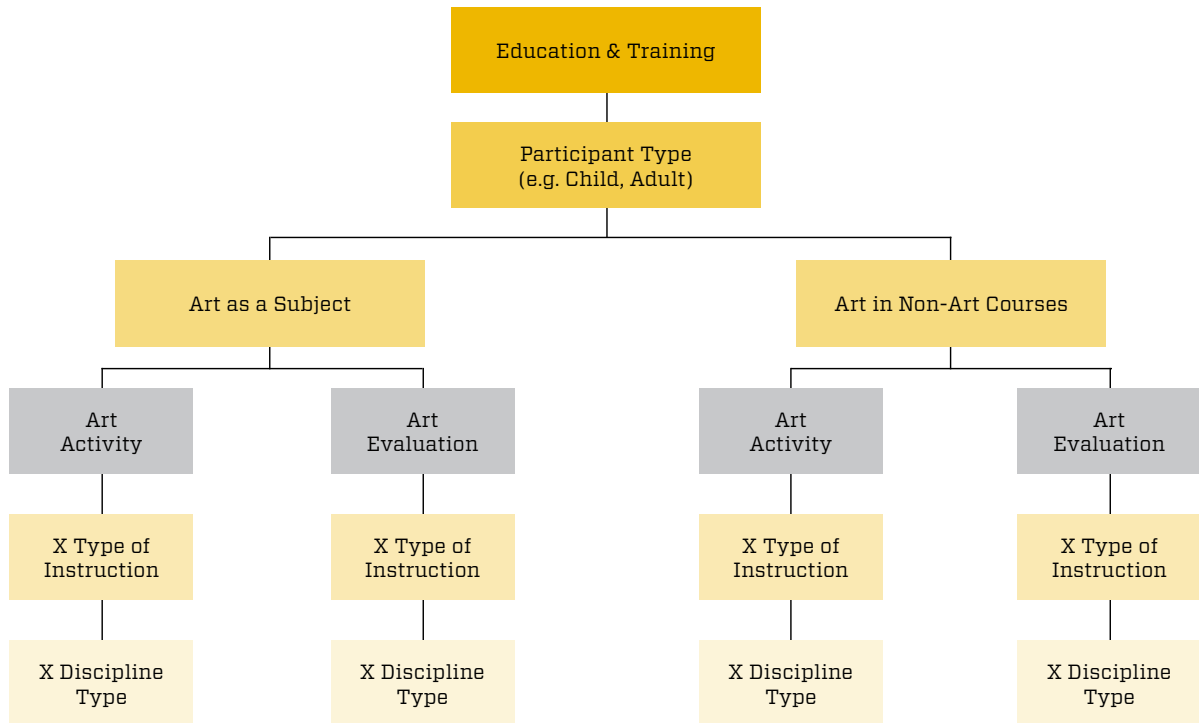 Education & Training
Participant Type
(e.g. Child, Adult)
Art as a Subject
Art in Non-Art Courses
Art
Activity
Art
Evaluation
Art
Activity
Art
Evaluation
X Type of
Instruction
X Type of
Instruction
X Type of
Instruction
X Type of
Instruction
X Discipline
Type
X Discipline
Type
X Discipline
Type
X Discipline
Type